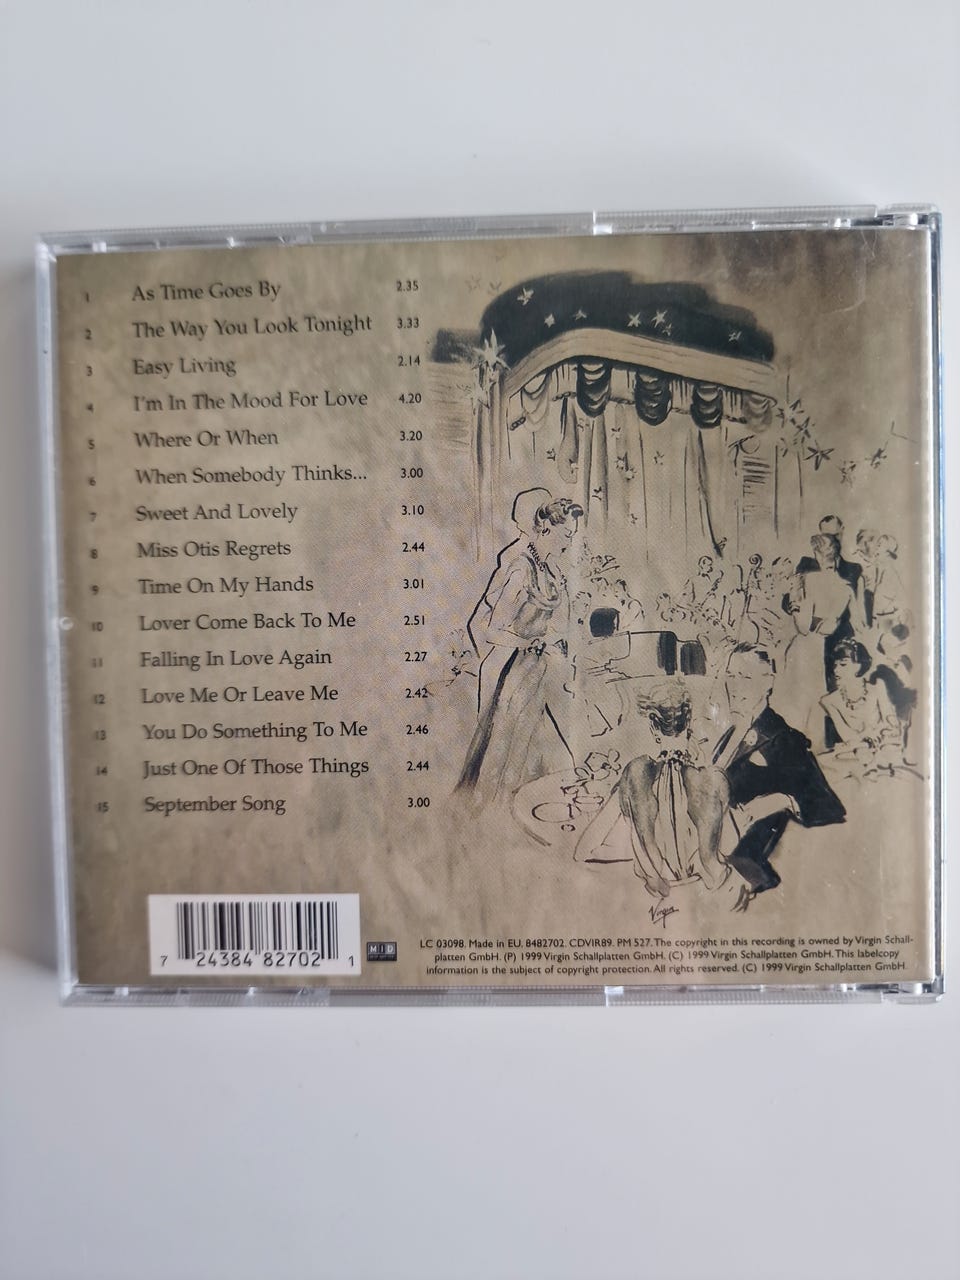 1 As Time Goes By 2.35
2 The Way You Look Tonight 3.33
3 Easy Living 2.14
4 I'm In The Mood For Love 4.20
5 Where Or When 3.20
6 When Somebody Thinks... 3.00
7 Sweet And Lovely 3.10
8 Miss Otis Regrets 2.44
9 Time On My Hands 3.01
10 Lover Come Back To Me 2.51
11 Falling In Love Again 2.27
12 Love Me Or Leave Me 2.42
13 You Do Something To Me 2.46
14 Just One Of Those Things 2.44
15 September Song 3.00
Virgin
7 24384 82702 1
MID
LC 03098. Made in EU. 8482702. CDVIR89. PM 527. The copyright in this recording is owned by Virgin Schall-
platten GmbH. (P) 1999 Virgin Schallplatten GmbH. (C) 1999 Virgin Schallplatten GmbH. This labelcopy
information is the subject of copyright protection. All rights reserved. (C) 1999 Virgin Schallplatten GmbH.